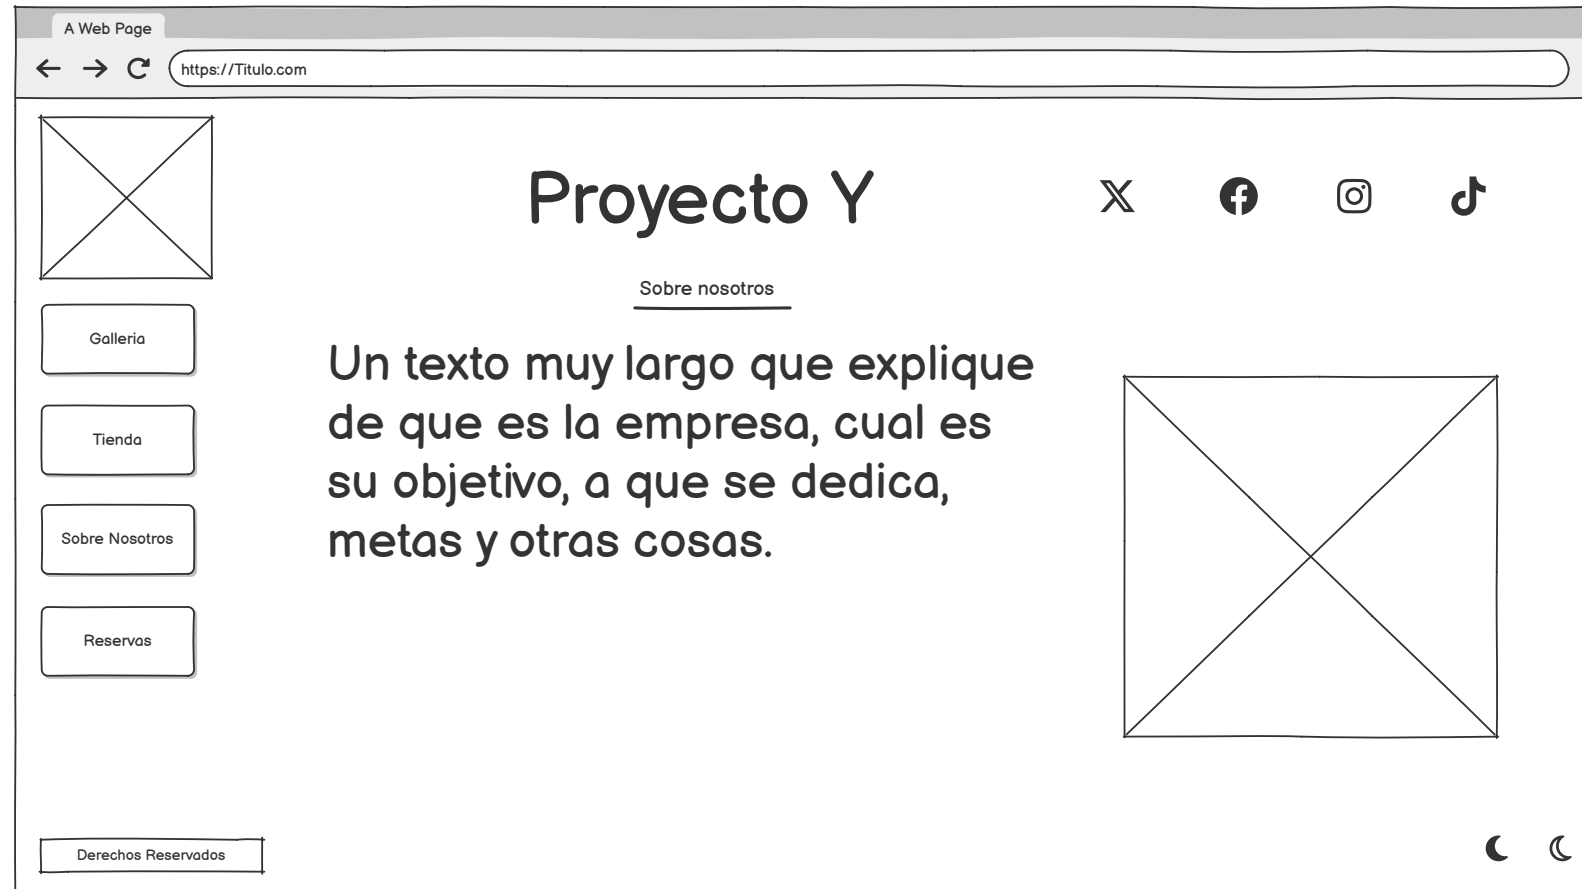 A Web Page
https://Titulo.com
Proyecto Y
Galleria
Tienda
Sobre Nosotros
Reservas
Sobre nosotros
Un texto muy largo que explique
de que es la empresa, cual es
su objetivo, a que se dedica,
metas y otras cosas.
Derechos Reservados